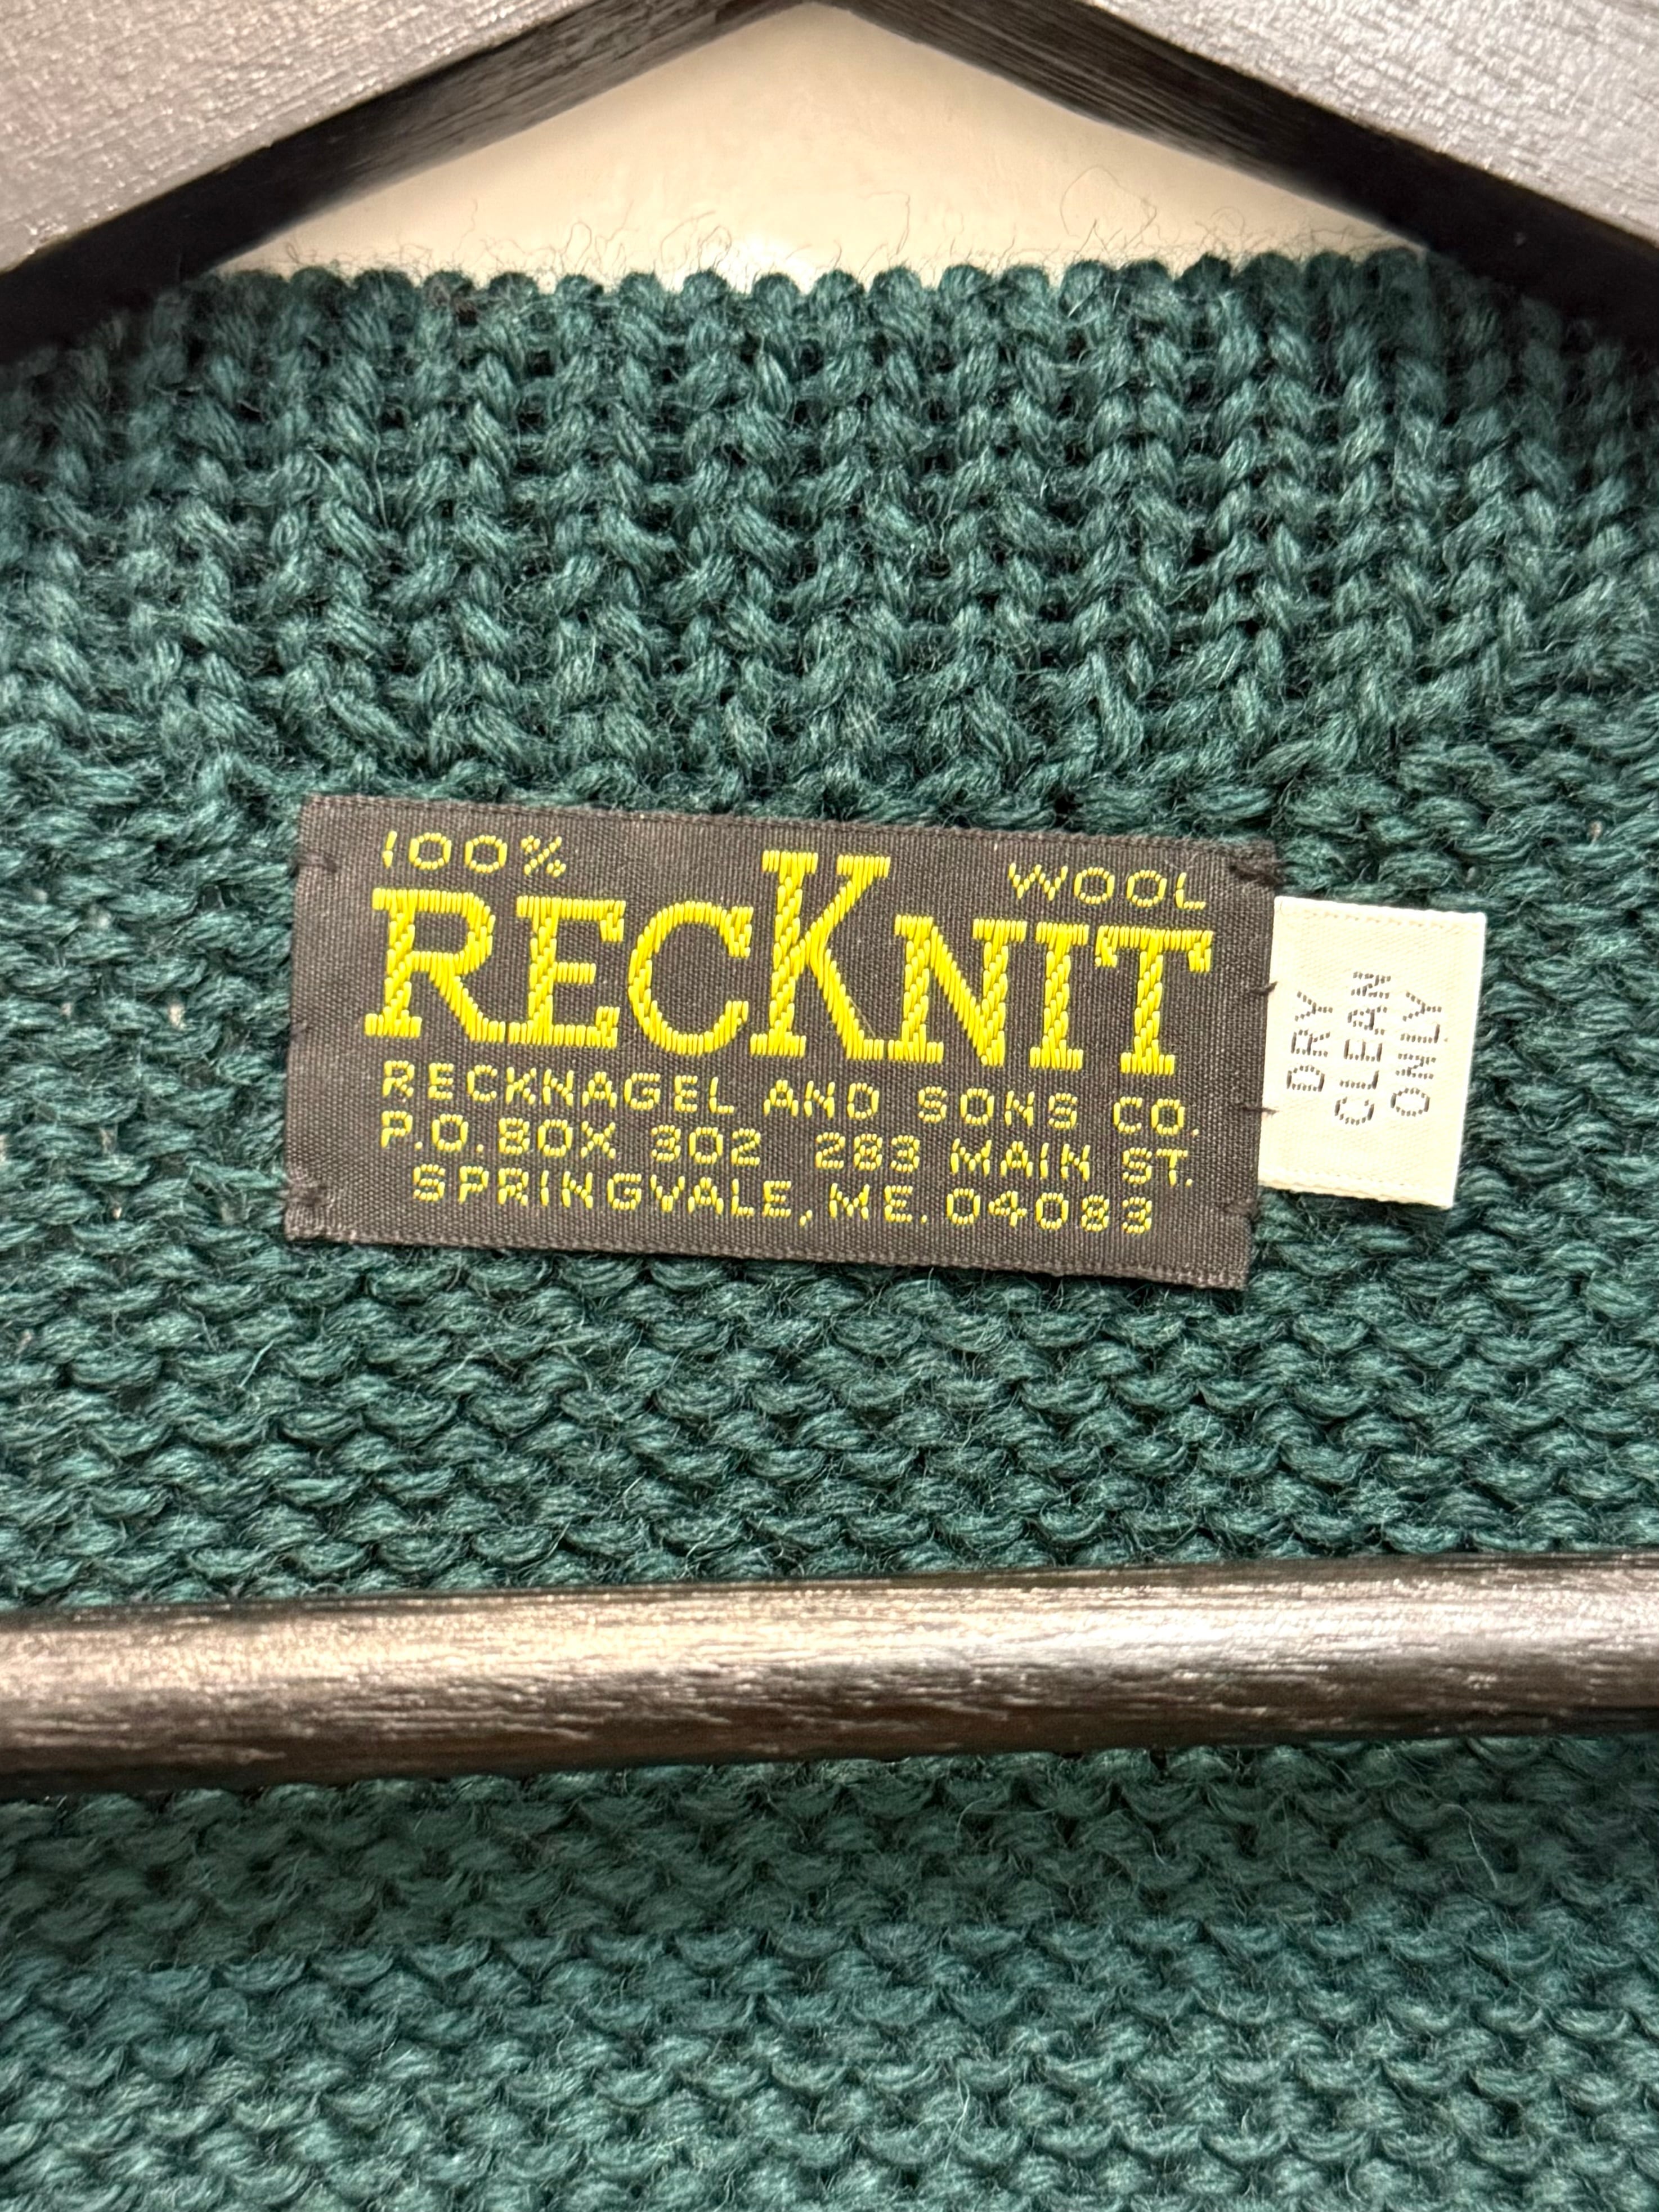 100% WOOL
RECKNIT
RECKNAGEL AND SONS CO.
P.O. BOX 302 283 MAIN ST.
SPRINGVALE, ME. 04083
DRY
CLEAN
ONLY